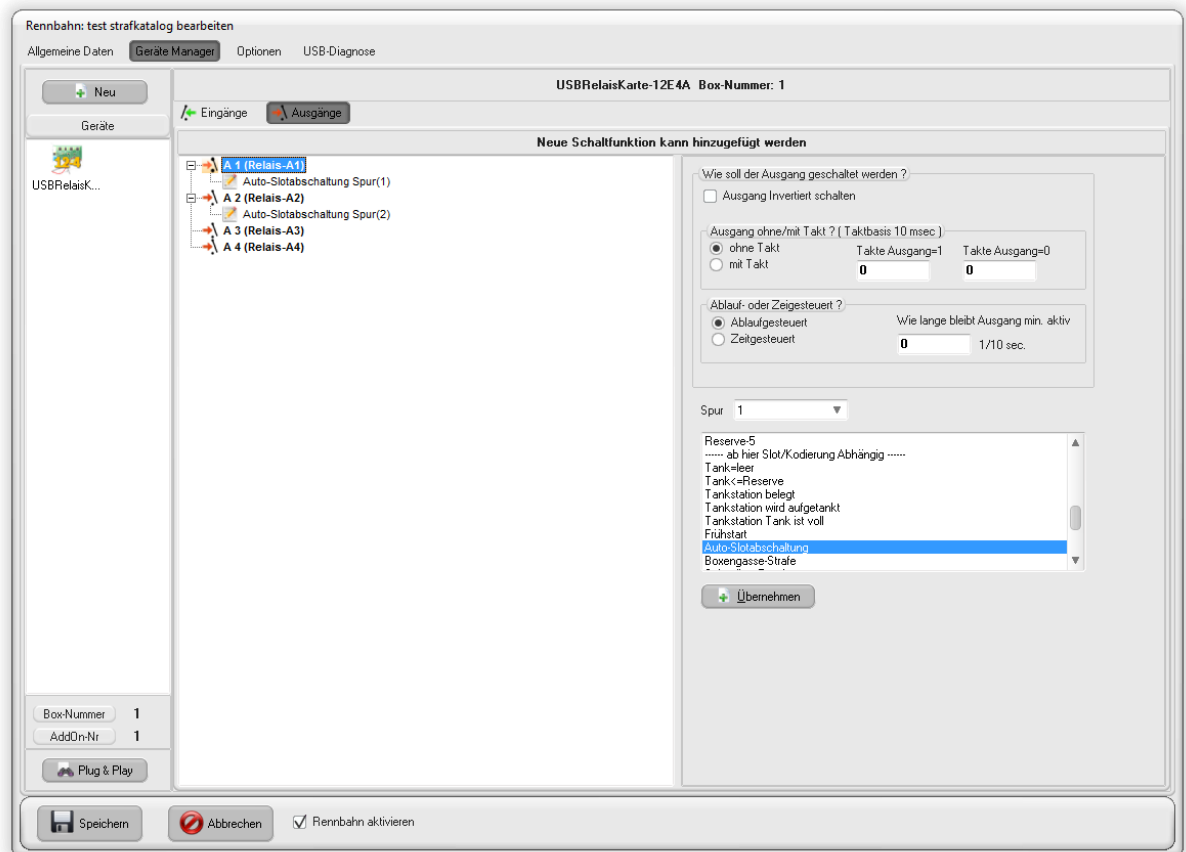 Rennbahn: test strafkatalog bearbeiten
Allgemeine Daten Geräte Manager Optionen USB-Diagnose
Neu
Geräte
USBRelaisK...
USBRelaisKarte-12E4A Box-Nummer: 1
Eingänge Ausgänge
Neue Schaltfunktion kann hinzugefügt werden
A 1 (Relais-A1)
Auto-Slotabschaltung Spur(1)
A 2 (Relais-A2)
Auto-Slotabschaltung Spur(2)
A 3 (Relais-A3)
A 4 (Relais-A4)
Wie soll der Ausgang geschaltet werden ?
Ausgang Invertiert schalten
Ausgang ohne/mit Takt ? ( Taktbasis 10 msec )
ohne Takt Takte Ausgang=1 Takte Ausgang=0
mit Takt 0 0
Ablauf- oder Zeigesteuert ?
Ablaufgesteuert Wie lange bleibt Ausgang min. aktiv
Zeitgesteuert 0 1/10 sec.
Spur 1
Reserve-5
------ ab hier Slot/Kodierung Abhängig ------
Tank=leer
Tank<=Reserve
Tankstation belegt
Tankstation wird aufgetankt
Tankstation Tank ist voll
Frühstart
Auto-Slotabschaltung
Boxengasse-Strafe
Übernehmen
Box-Nummer 1
AddOn-Nr 1
Plug & Play
Speichern Abbrechen Rennbahn aktivieren